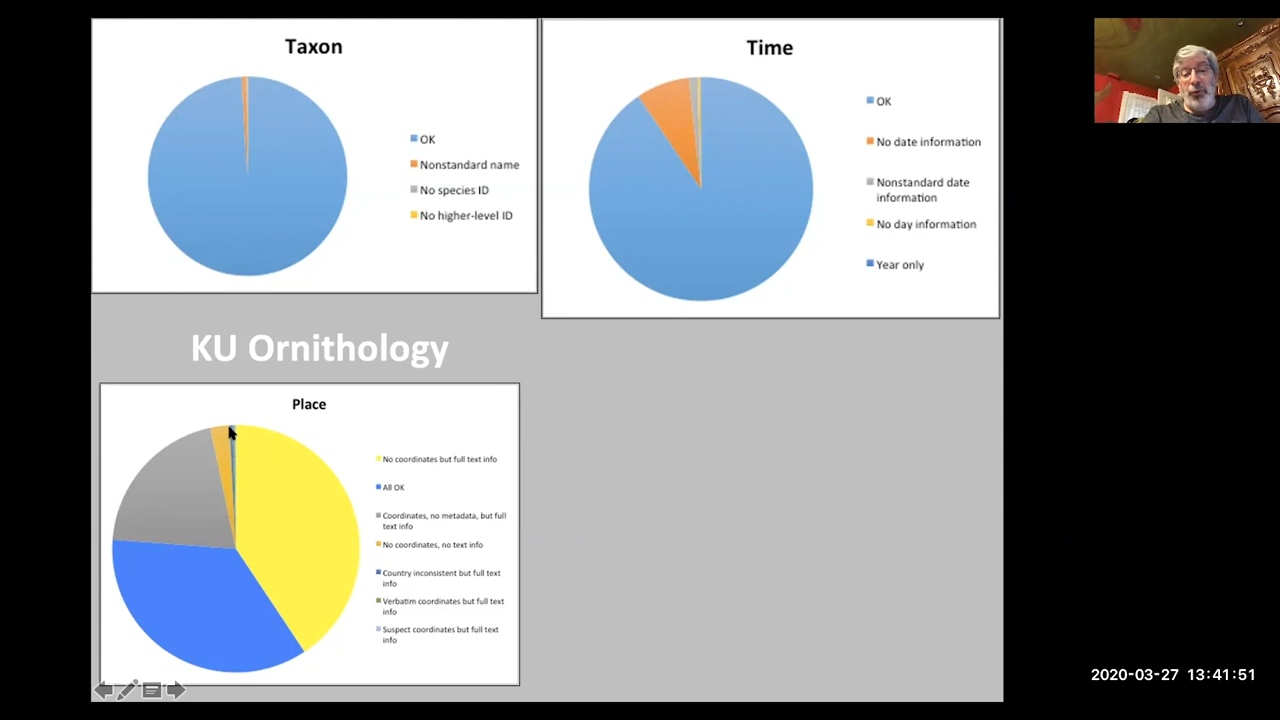 Taxon
OK
Nonstandard name
No species ID
No higher-level ID
Time
OK
No date information
Nonstandard date
information
No day information
Year only
KU Ornithology
Place
No coordinates but full text info
All OK
Coordinates, no metadata, but full
text info
No coordinates, no text info
Country inconsistent but full text
info
Verbatim coordinates but full text
info
Suspect coordinates but full text
info
2020-03-27 13:41:51